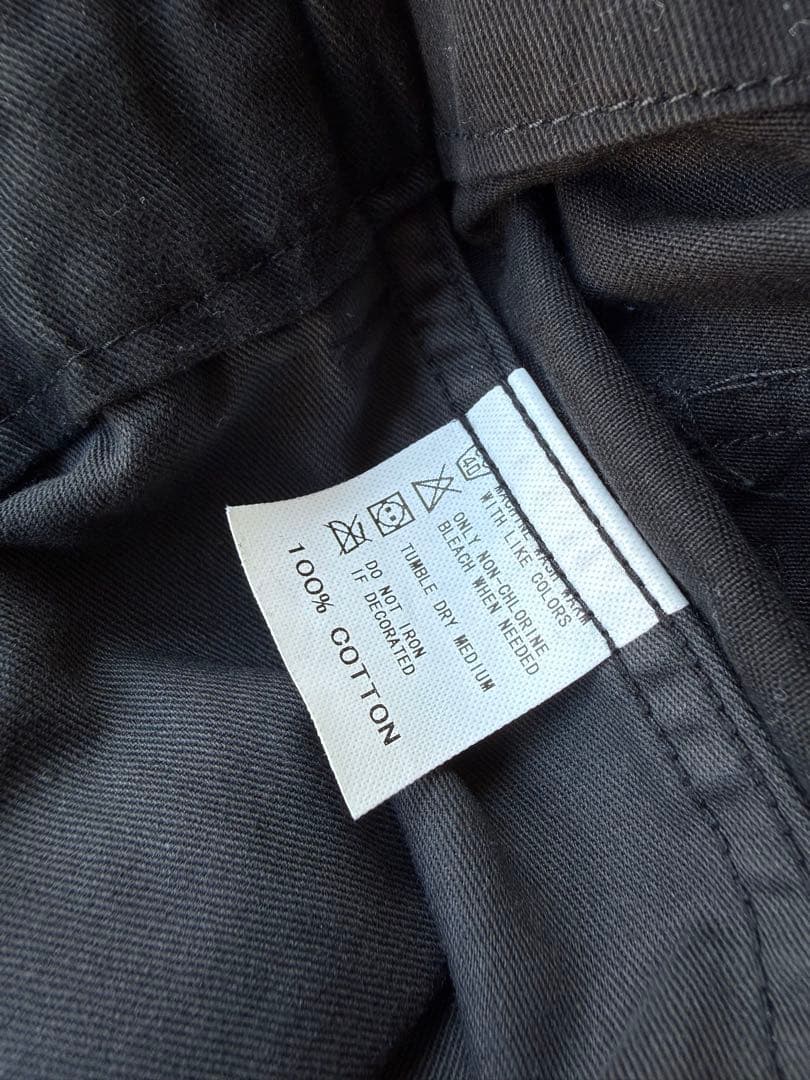 40
MACHINE WASH WARM
WITH LIKE COLORS
ONLY NON-CHLORINE
BLEACH WHEN NEEDED
TUMBLE DRY MEDIUM
DO NOT IRON
IF DECORATED
100% COTTON